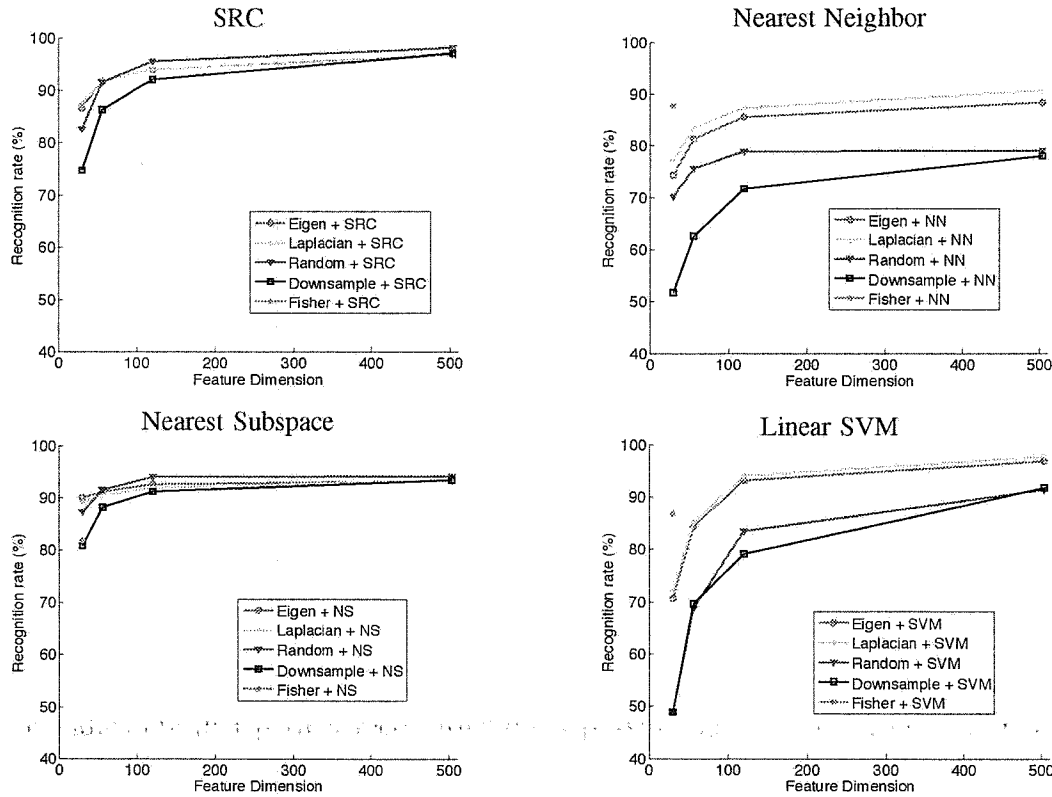 SRC
100
90
80
70
60
50
40
0
100
200
300
400
500
Recognition rate (%)
Feature Dimension
Eigen + SRC
Laplacian + SRC
Random + SRC
Downsample + SRC
Fisher + SRC
Nearest Neighbor
100
90
80
70
60
50
40
0
100
200
300
400
500
Recognition rate (%)
Feature Dimension
Eigen + NN
Laplacian + NN
Random + NN
Downsample + NN
Fisher + NN
Nearest Subspace
100
90
80
70
60
50
40
0
100
200
300
400
500
Recognition rate (%)
Feature Dimension
Eigen + NS
Laplacian + NS
Random + NS
Downsample + NS
Fisher + NS
Linear SVM
100
90
80
70
60
50
40
0
100
200
300
400
500
Recognition rate (%)
Feature Dimension
Eigen + SVM
Laplacian + SVM
Random + SVM
Downsample + SVM
Fisher + SVM